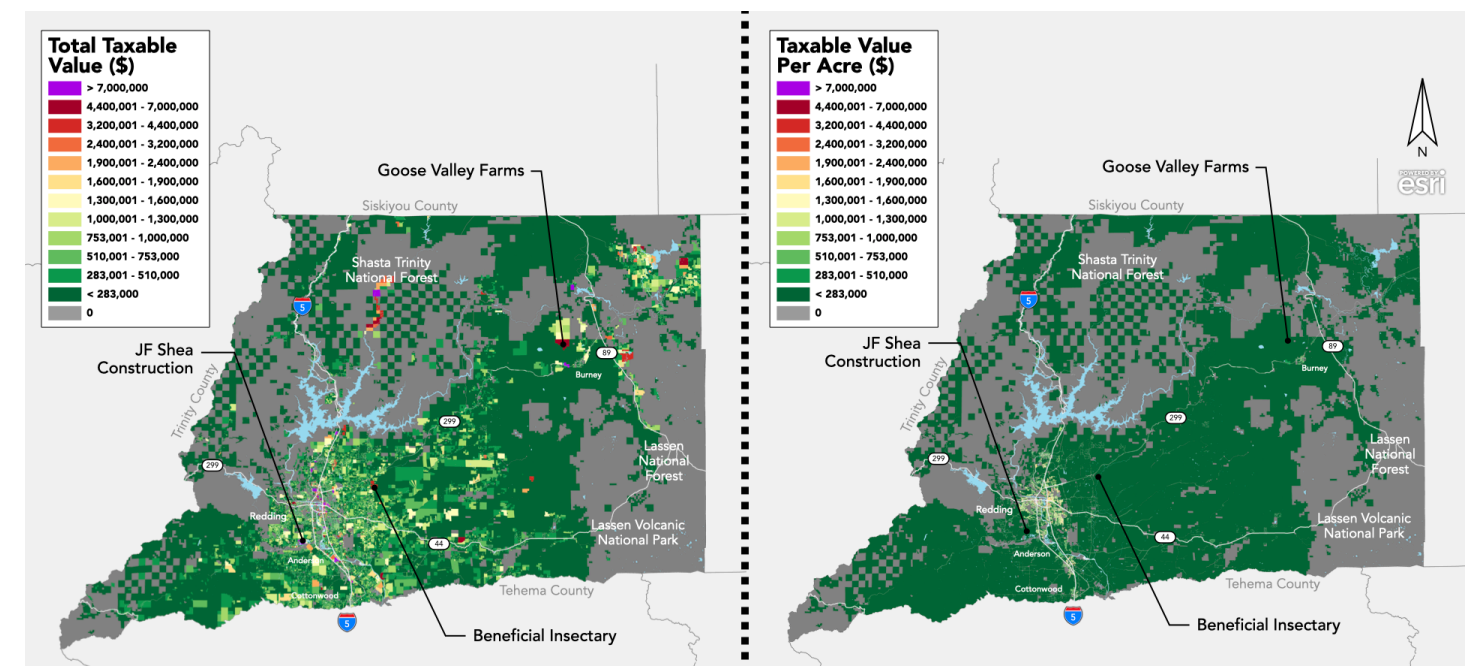 Total Taxable
Value ($)
> 7,000,000
4,400,001 - 7,000,000
3,200,001 - 4,400,000
2,400,001 - 3,200,000
1,900,001 - 2,400,000
1,600,001 - 1,900,000
1,300,001 - 1,600,000
1,000,001 - 1,300,000
753,001 - 1,000,000
510,001 - 753,000
283,001 - 510,000
< 283,000
0
Goose Valley Farms
Siskiyou County
Shasta Trinity
National Forest
5
JF Shea
Construction
89
Burney
Trinity County
299
299
Lassen
National
Forest
Redding
Lassen Volcanic
National Park
44
Anderson
Cottonwood
Tehema County
5
Beneficial Insectary
Taxable Value
Per Acre ($)
> 7,000,000
4,400,001 - 7,000,000
3,200,001 - 4,400,000
2,400,001 - 3,200,000
1,900,001 - 2,400,000
1,600,001 - 1,900,000
1,300,001 - 1,600,000
1,000,001 - 1,300,000
753,001 - 1,000,000
510,001 - 753,000
283,001 - 510,000
< 283,000
0
N
POWERED BY
esri
Goose Valley Farms
Siskiyou County
Shasta Trinity
National Forest
5
JF Shea
Construction
89
Burney
Trinity County
299
299
Lassen
National
Forest
Redding
Lassen Volcanic
National Park
44
Anderson
Cottonwood
Tehema County
5
Beneficial Insectary